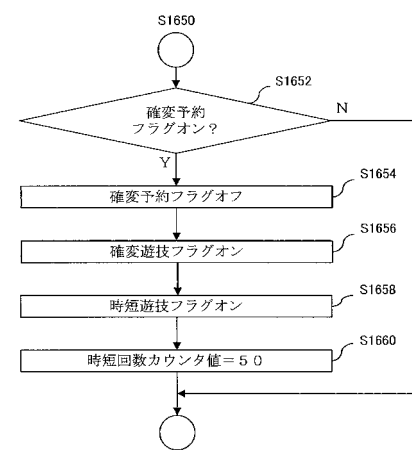 S1650
S1652
確変予約
フラグオン？
N
Y
S1654
確変予約フラグオフ
S1656
確変遊技フラグオン
S1658
時短遊技フラグオン
S1660
時短回数カウンタ値＝５０